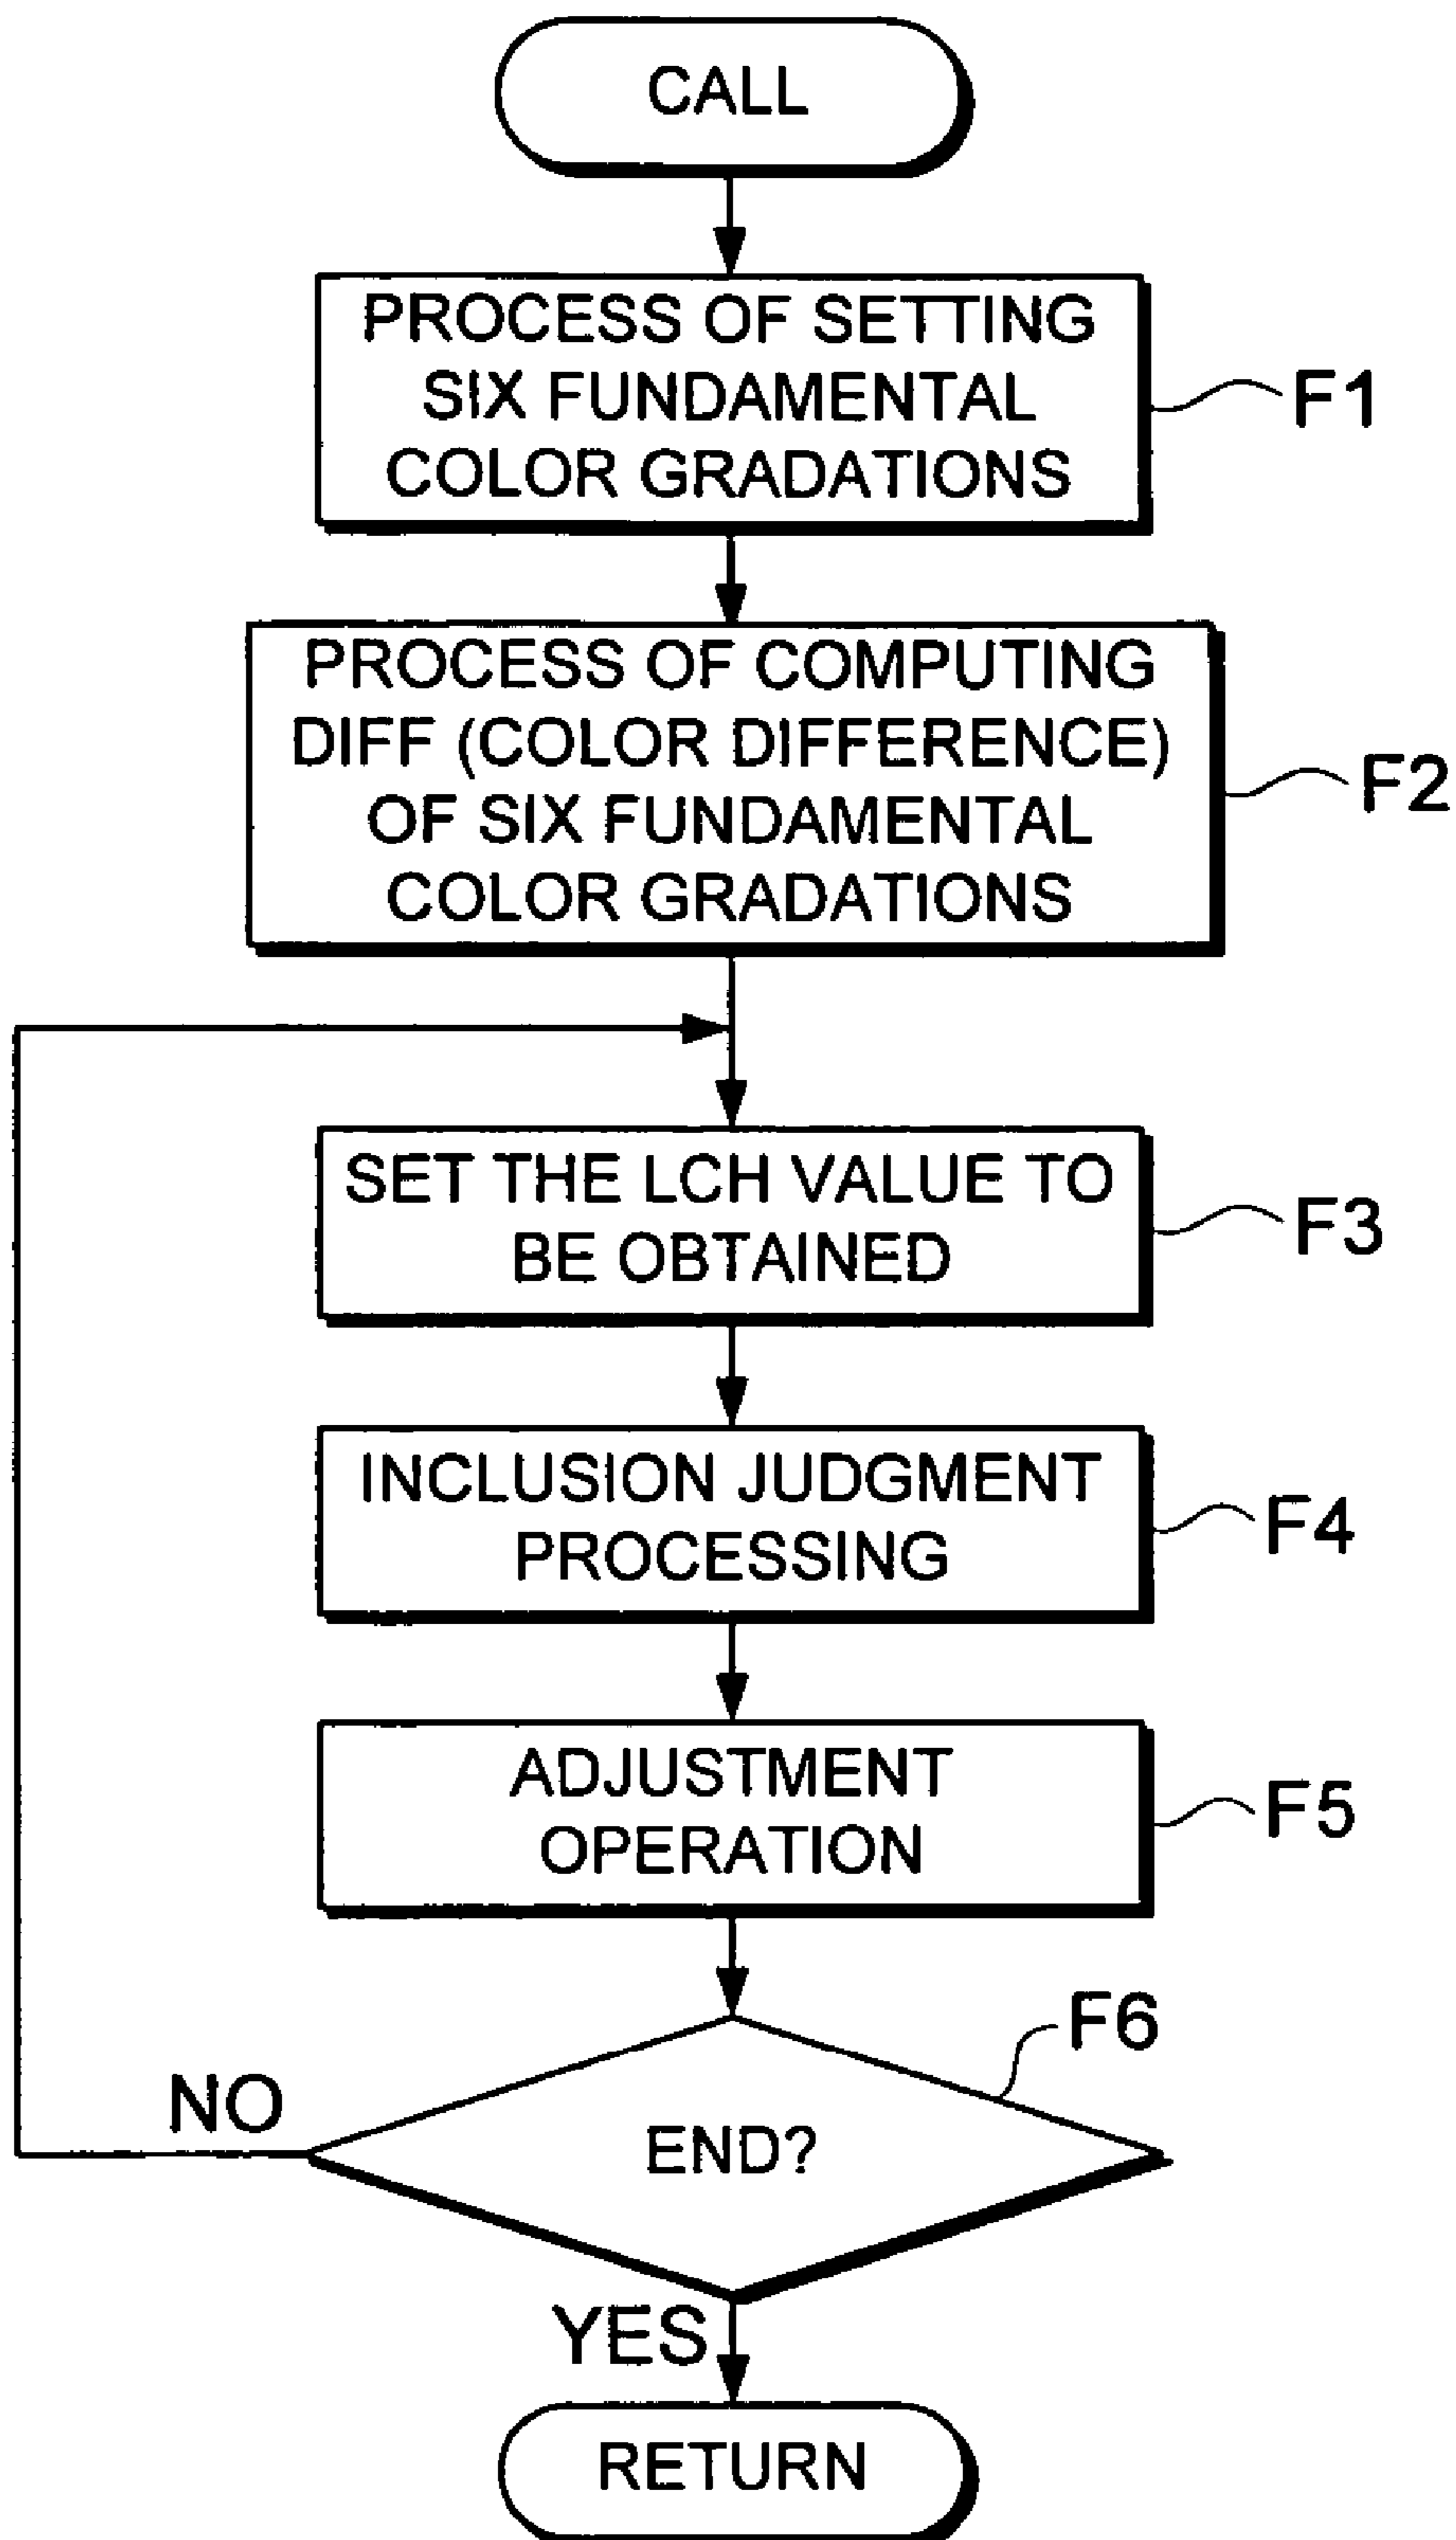 CALL
PROCESS OF SETTING
SIX FUNDAMENTAL
COLOR GRADATIONS
F1
PROCESS OF COMPUTING
DIFF (COLOR DIFFERENCE)
OF SIX FUNDAMENTAL
COLOR GRADATIONS
F2
SET THE LCH VALUE TO
BE OBTAINED
F3
INCLUSION JUDGMENT
PROCESSING
F4
ADJUSTMENT
OPERATION
F5
F6
NO
END?
YES
RETURN